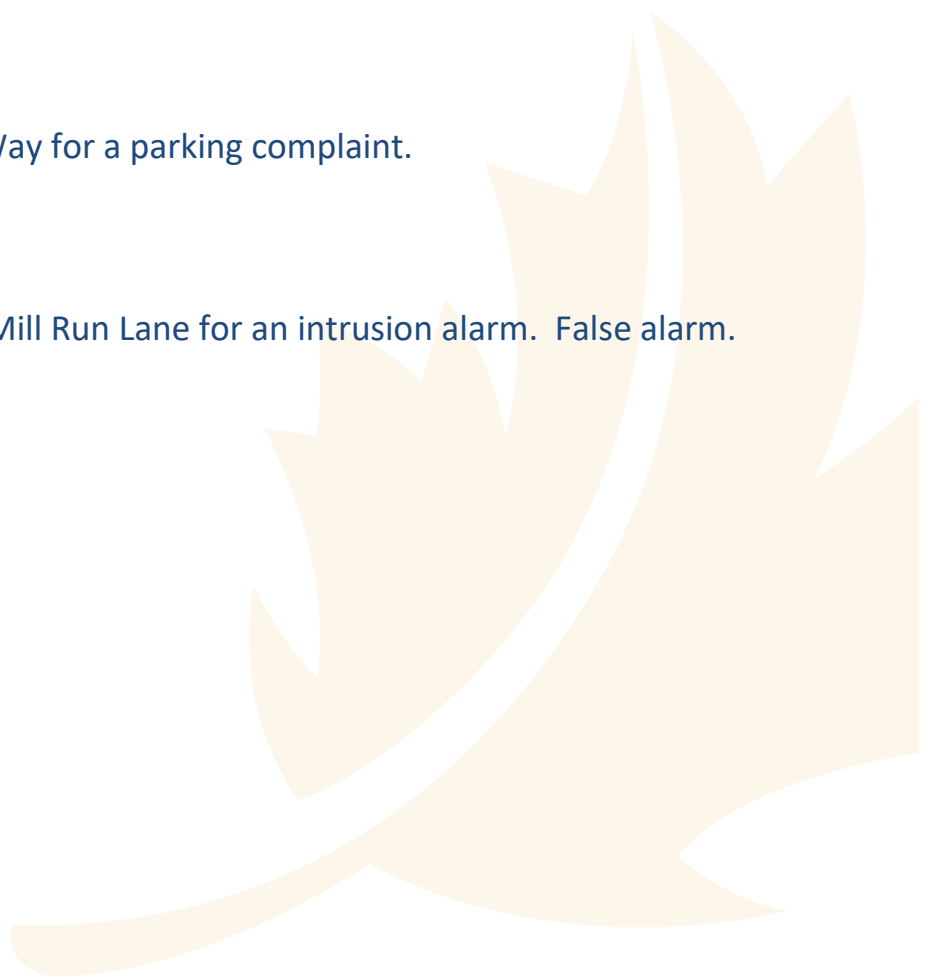 Way for a parking complaint.
Mill Run Lane for an intrusion alarm.  False alarm.